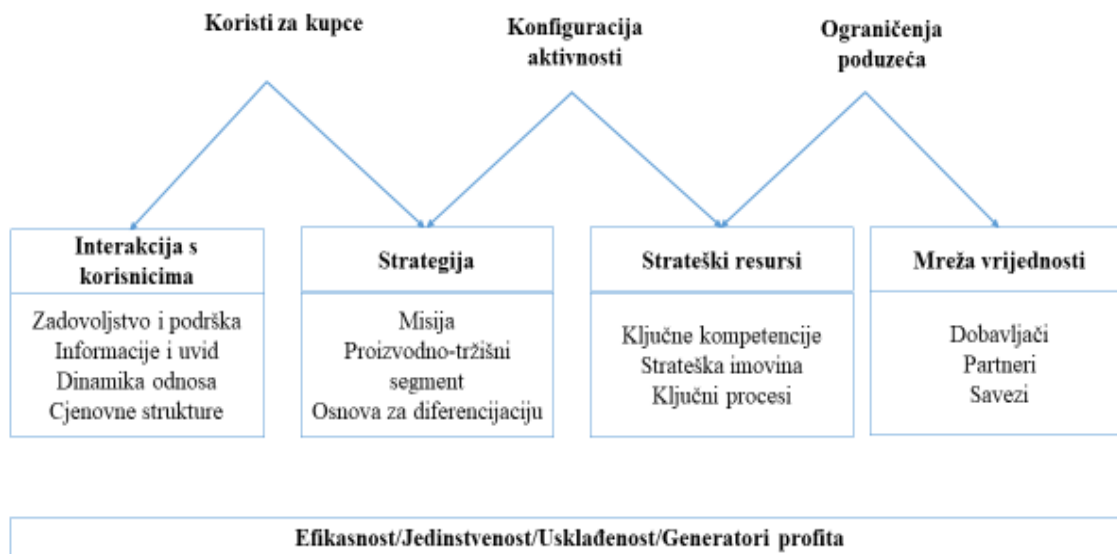 Koristi za kupce
Konfiguracija
aktivnosti
Ograničenja
poduzeća
Interakcija s
korisnicima
Zadovoljstvo i podrška
Informacije i uvid
Dinamika odnosa
Cjenovne strukture
Strategija
Misija
Proizvodno-tržišni
segment
Osnova za diferencijaciju
Strateški resursi
Ključne kompetencije
Strateška imovina
Ključni procesi
Mreža vrijednosti
Dobavljači
Partneri
Savezi
Efikasnost/Jedinstvenost/Usklađenost/Generatori profita